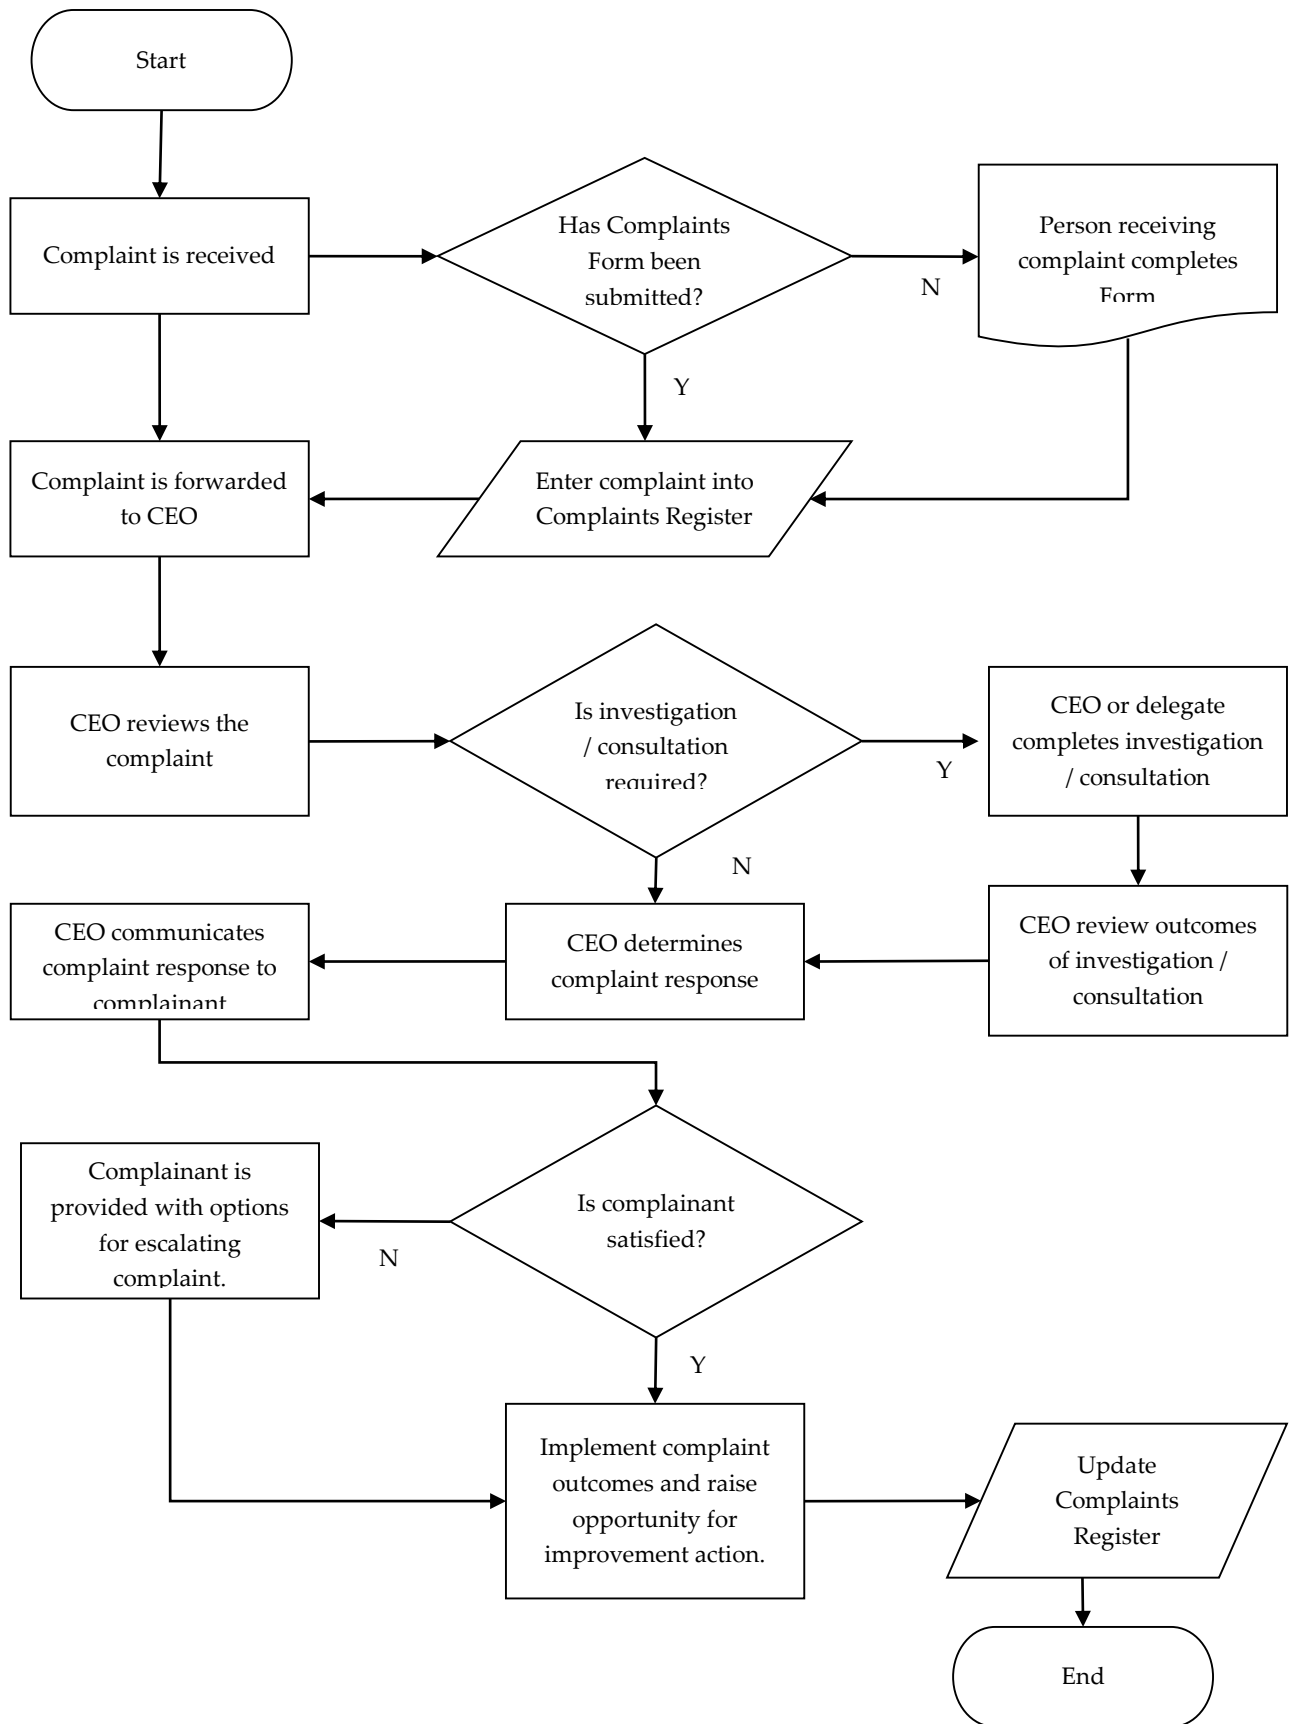 Start
Complaint is received
Has Complaints
Form been
submitted?
N
Person receiving
complaint completes
Form
Y
Complaint is forwarded
to CEO
Enter complaint into
Complaints Register
CEO reviews the
complaint
Is investigation
/ consultation
required?
Y
CEO or delegate
completes investigation
/ consultation
N
CEO communicates
complaint response to
complainant
CEO determines
complaint response
CEO review outcomes
of investigation /
consultation
Complainant is
provided with options
for escalating
complaint.
N
Is complainant
satisfied?
Y
Implement complaint
outcomes and raise
opportunity for
improvement action.
Update
Complaints
Register
End